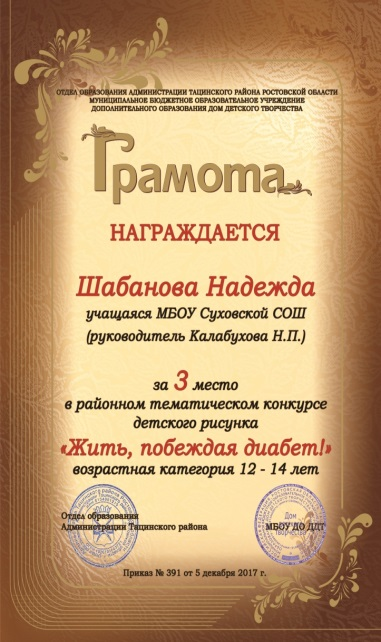 ОТДЕЛ ОБРАЗОВАНИЯ АДМИНИСТРАЦИИ ТАЦИНСКОГО РАЙОНА РОСТОВСКОЙ ОБЛАСТИ
МУНИЦИПАЛЬНОЕ БЮДЖЕТНОЕ ОБРАЗОВАТЕЛЬНОЕ УЧРЕЖДЕНИЕ
ДОПОЛНИТЕЛЬНОГО ОБРАЗОВАНИЯ ДОМ ДЕТСКОГО ТВОРЧЕСТВА
Грамота
НАГРАЖДАЕТСЯ
Шабанова Надежда
учащаяся МБОУ Суховской СОШ
(руководитель Калабухова Н.П.)
за 3 место
в районном тематическом конкурсе
детского рисунка
«Жить, побеждая диабет!»
возрастная категория 12 - 14 лет
Отдел образования
Администрации Тацинского района
Дом
МБОУ ДО ДДТ
Приказ № 391 от 5 декабря 2017 г.